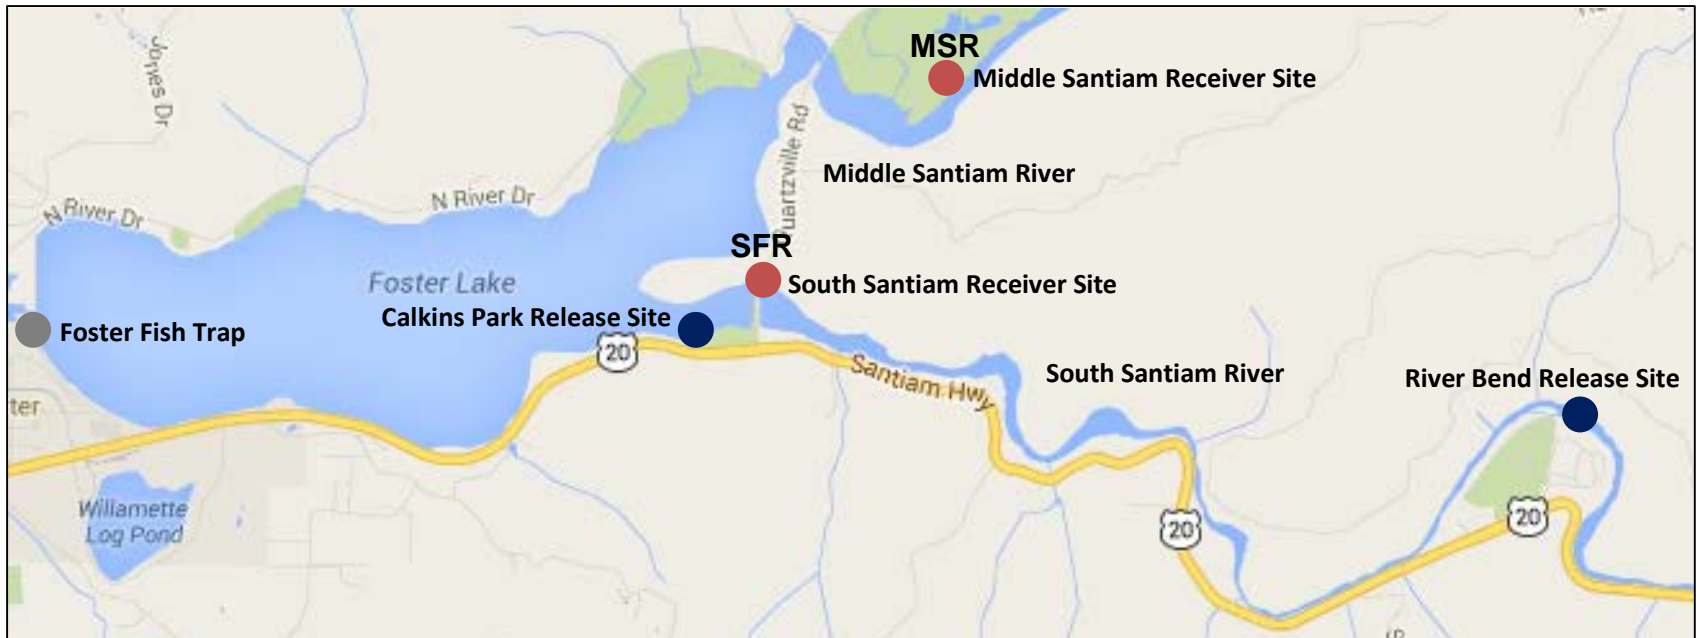 MSR
Middle Santiam Receiver Site
Jones Dr
Quartzville Rd
Middle Santiam River
N River Dr
N River Dr
SFR
South Santiam Receiver Site
Foster Lake
Calkins Park Release Site
Foster Fish Trap
20
Santiam Hwy
South Santiam River
River Bend Release Site
ter
Willamette
Log Pond
20
20